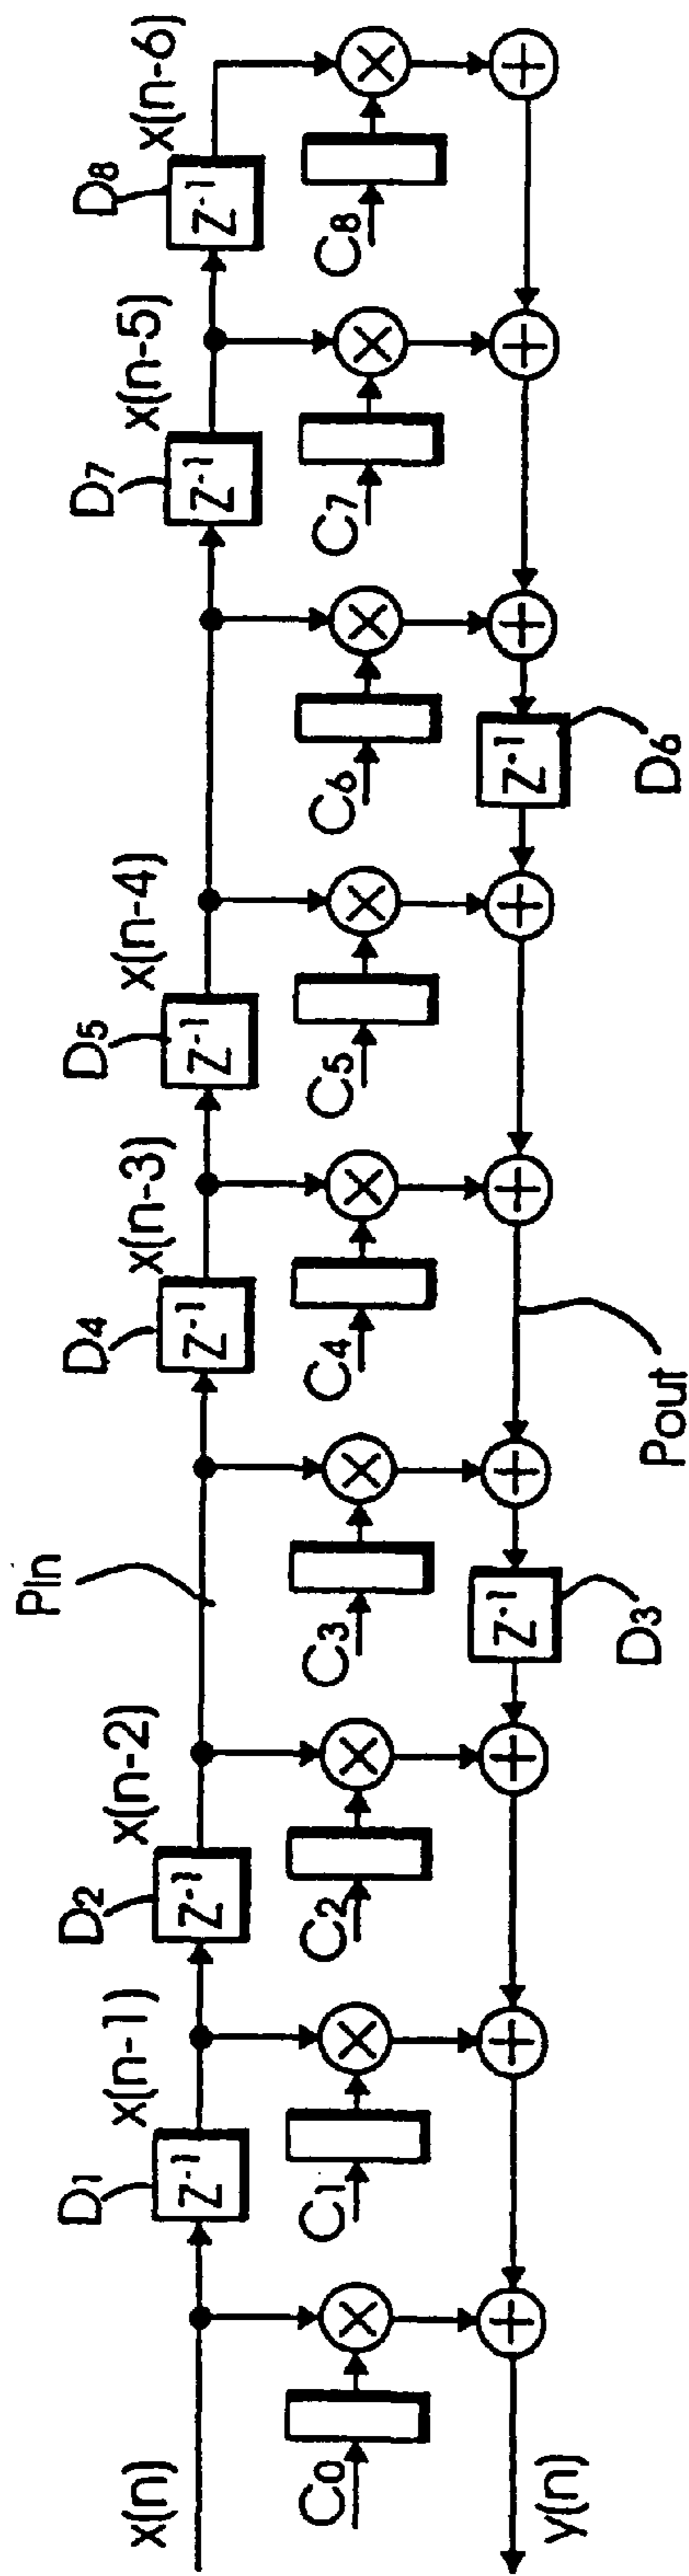 D1 D2 D4 D5 D7 D8
x(n) x(n-1) x(n-2) Pin x(n-3) x(n-4) x(n-5) x(n-6)
Z-1 Z-1 Z-1 Z-1 Z-1 Z-1
C0 C1 C2 C3 C4 C5 C6 C7 C8
Z-1 Z-1
y(n) D3 Pout D6